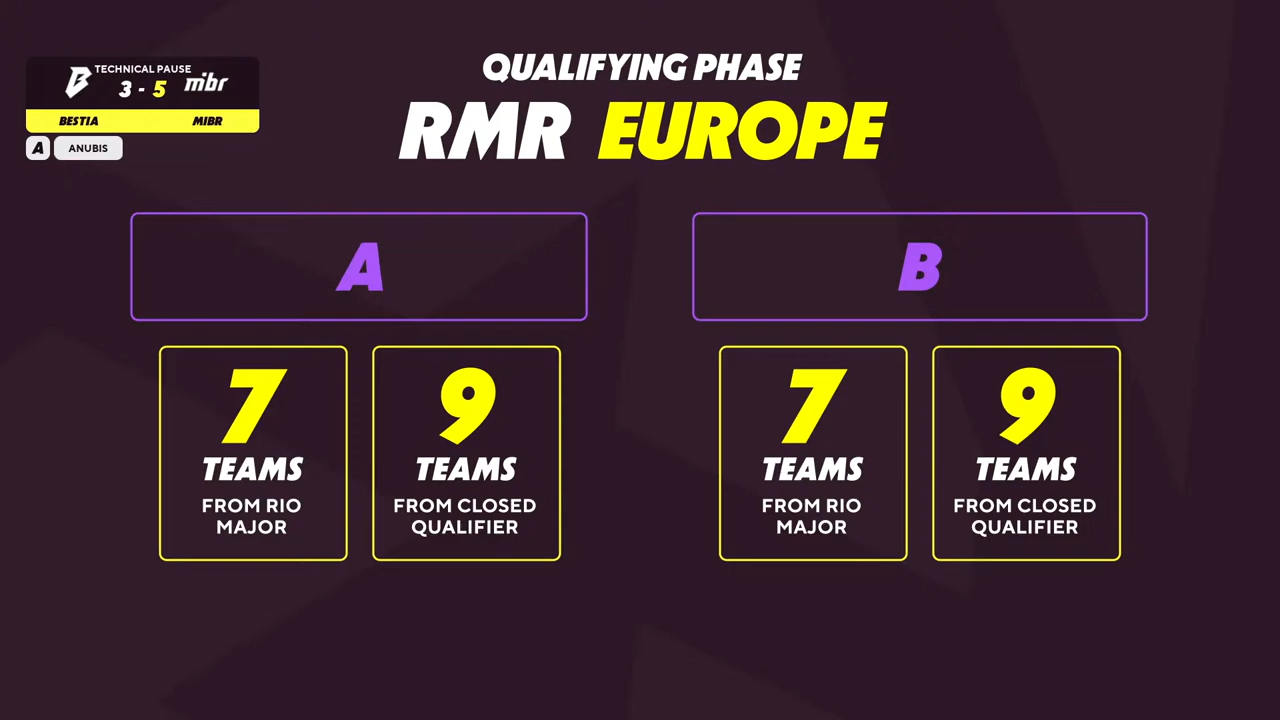 QUALIFYING PHASE
RMR EUROPE
TECHNICAL PAUSE
B 3 - 5 mibr
BESTIA MIBR
A ANUBIS
A
B
7
TEAMS
FROM RIO
MAJOR
9
TEAMS
FROM CLOSED
QUALIFIER
7
TEAMS
FROM RIO
MAJOR
9
TEAMS
FROM CLOSED
QUALIFIER